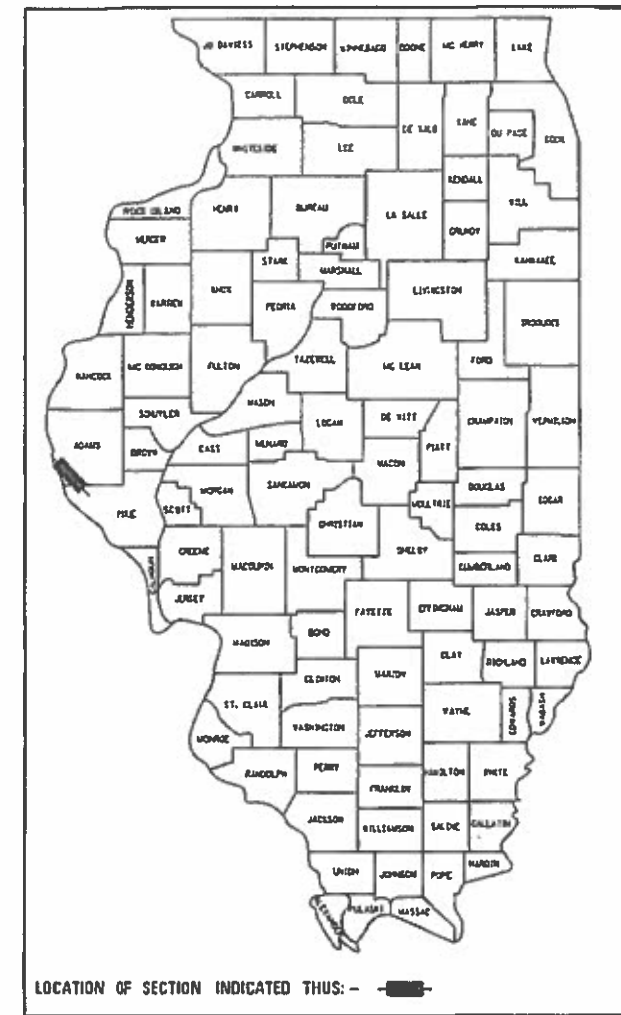 JO DAVIESS STEPHENSON WINNEBAGO BOONE MC HENRY LAKE
CARROLL OGLE
DE KALB KANE DU PAGE COOK
WHITESIDE LEE
KENDALL
ROCK ISLAND HENRY BUREAU LA SALLE WILL
MERCER PUTNAM GRUNDY
STARK MARSHALL KANKAKEE
HENDERSON WARREN KNOX PEORIA WOODFORD LIVINGSTON IROQUOIS
HANCOCK MC DONOUGH FULTON TAZEWELL MC LEAN FORD
MASON
SCHUYLER LOGAN DE WITT CHAMPAIGN VERMILION
ADAMS BROWN CASS MENARD PIATT
MACON
MORGAN SANGAMON DOUGLAS EDGAR
PIKE SCOTT CHRISTIAN MOULTRIE COLES
GREENE SHELBY
CALHOUN MACOUPIN MONTGOMERY CUMBERLAND CLARK
JERSEY FAYETTE EFFINGHAM JASPER CRAWFORD
MADISON BOND
CLAY RICHLAND LAWRENCE
CLINTON MARION
ST. CLAIR WAYNE EDWARDS WABASH
MONROE WASHINGTON JEFFERSON
RANDOLPH PERRY HAMILTON WHITE
FRANKLIN
JACKSON WILLIAMSON SALINE GALLATIN
UNION JOHNSON POPE HARDIN
PULASKI MASSAC
LOCATION OF SECTION INDICATED THUS: -